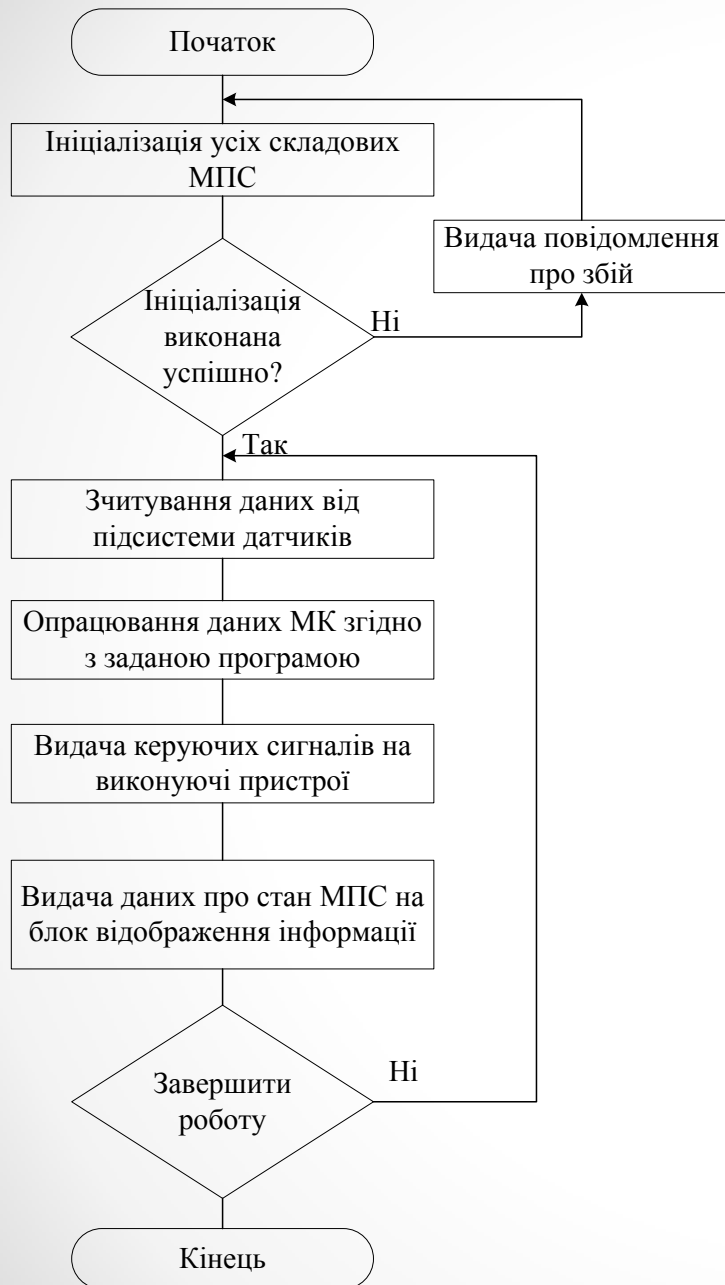 Початок
Ініціалізація усіх складових
МПС
Видача повідомлення
про збій
Ініціалізація
виконана
успішно?
Ні
Так
Зчитування даних від
підсистеми датчиків
Опрацювання даних МК згідно
з заданою програмою
Видача керуючих сигналів на
виконуючі пристрої
Видача даних про стан МПС на
блок відображення інформації
Завершити
роботу
Ні
Кінець